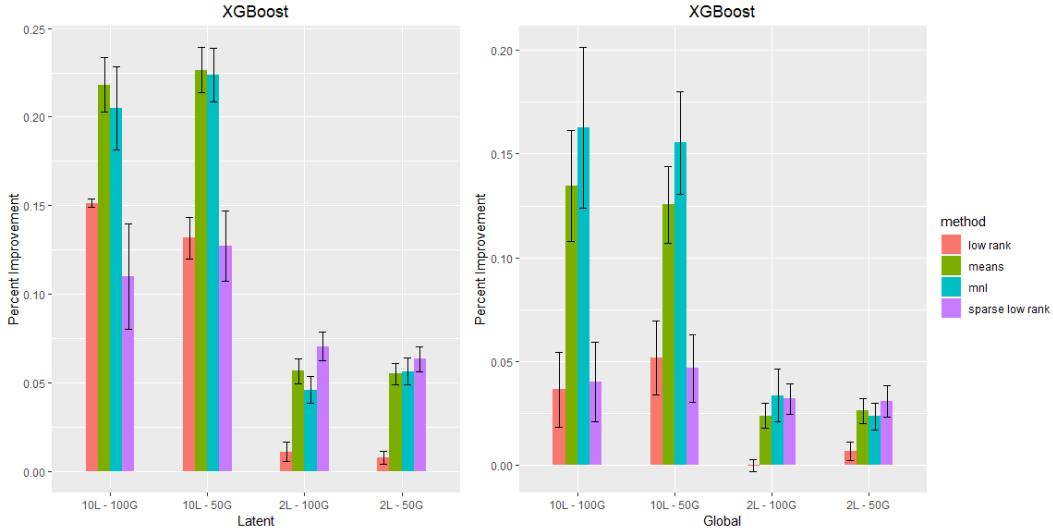 XGBoost
Percent Improvement
0.25
0.20
0.15
0.10
0.05
0.00
10L - 100G
10L - 50G
2L - 100G
2L - 50G
Latent
XGBoost
Percent Improvement
0.20
0.15
0.10
0.05
0.00
10L - 100G
10L - 50G
2L - 100G
2L - 50G
Global
method
low rank
means
mnl
sparse low rank